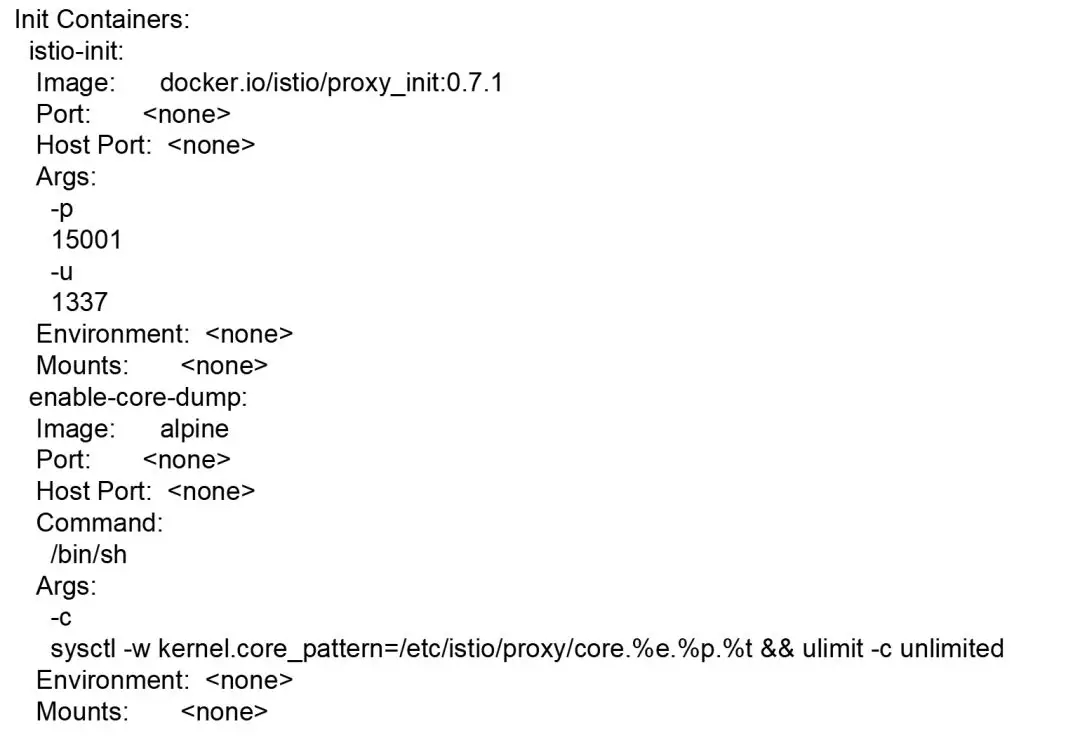 Init Containers:
istio-init:
Image: docker.io/istio/proxy_init:0.7.1
Port: <none>
Host Port: <none>
Args:
-p
15001
-u
1337
Environment: <none>
Mounts: <none>
enable-core-dump:
Image: alpine
Port: <none>
Host Port: <none>
Command:
/bin/sh
Args:
-c
sysctl -w kernel.core_pattern=/etc/istio/proxy/core.%e.%p.%t && ulimit -c unlimited
Environment: <none>
Mounts: <none>